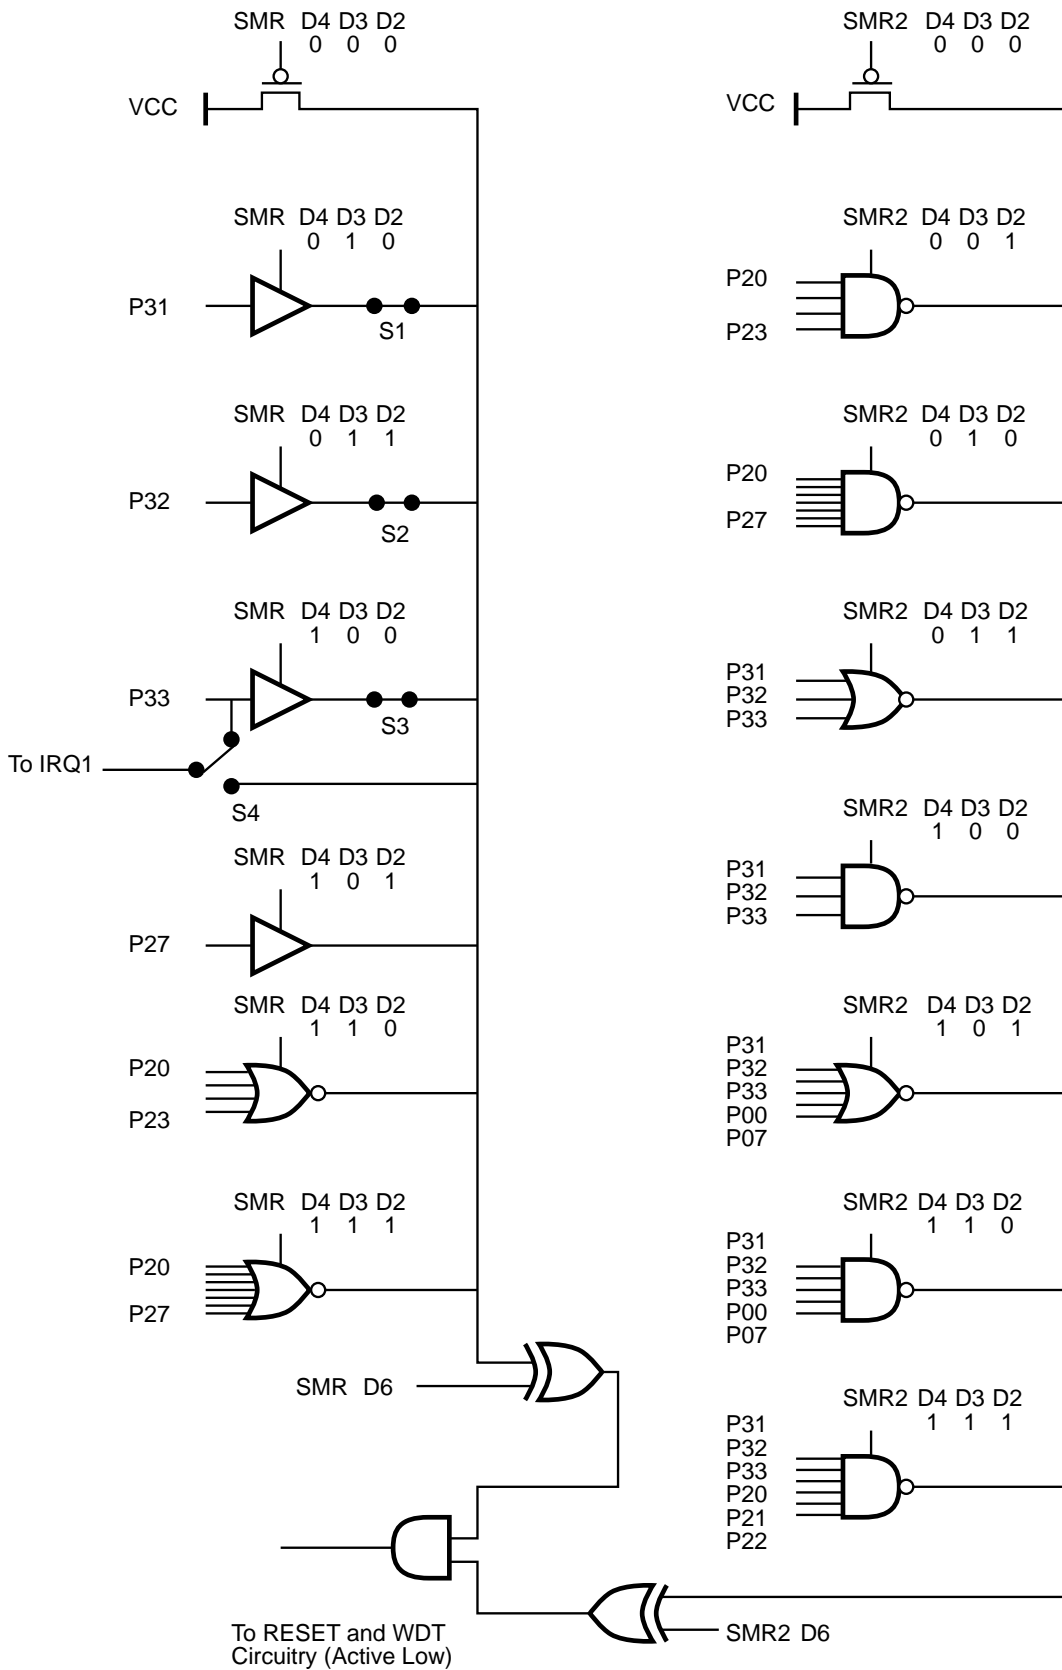 SMR D4 D3 D2
0 0 0
VCC
SMR D4 D3 D2
0 1 0
P31
S1
SMR D4 D3 D2
0 1 1
P32
S2
SMR D4 D3 D2
1 0 0
P33
S3
To IRQ1
S4
SMR D4 D3 D2
1 0 1
P27
SMR D4 D3 D2
1 1 0
P20
P23
SMR D4 D3 D2
1 1 1
P20
P27
SMR D6
To RESET and WDT
Circuitry (Active Low)
SMR2 D4 D3 D2
0 0 0
VCC
SMR2 D4 D3 D2
0 0 1
P20
P23
SMR2 D4 D3 D2
0 1 0
P20
P27
SMR2 D4 D3 D2
0 1 1
P31
P32
P33
SMR2 D4 D3 D2
1 0 0
P31
P32
P33
SMR2 D4 D3 D2
1 0 1
P31
P32
P33
P00
P07
SMR2 D4 D3 D2
1 1 0
P31
P32
P33
P00
P07
SMR2 D4 D3 D2
1 1 1
P31
P32
P33
P20
P21
P22
SMR2 D6